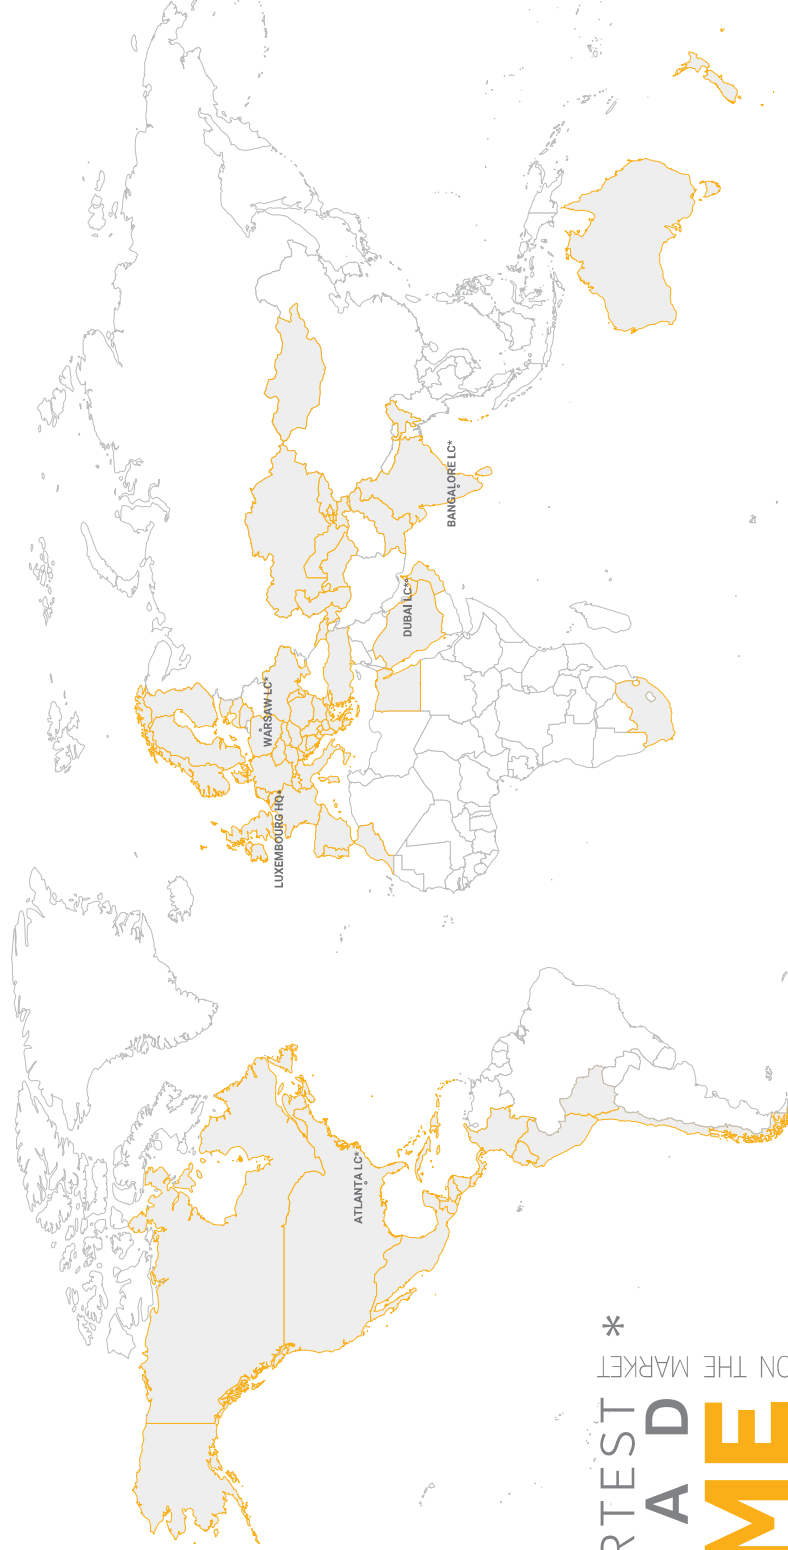 WARSAW LC*
LUXEMBOURG HQ*
ATLANTA LC*
DUBAI LC*
BANGALORE LC*
RTEST
*
A D
ME
ON THE MARKET